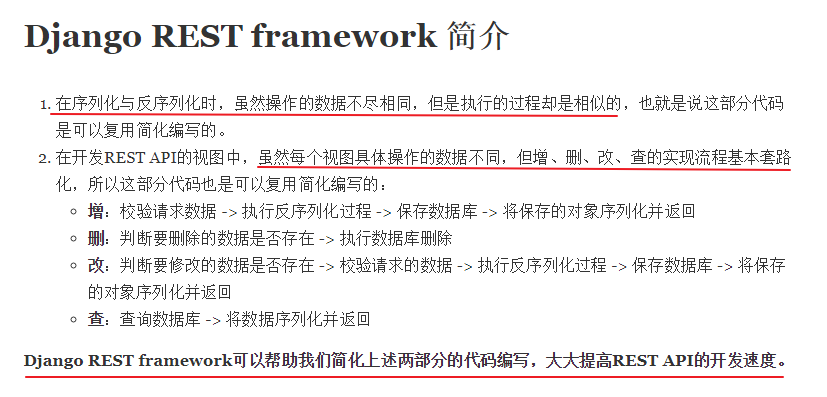 Django REST framework 简介
1. 在序列化与反序列化时，虽然操作的数据不尽相同，但是执行的过程却是相似的，也就是说这部分代码
是可以复用简化编写的。
2. 在开发REST API的视图中，虽然每个视图具体操作的数据不同，但增、删、改、查的实现流程基本套路
化，所以这部分代码也是可以复用简化编写的：
增：校验请求数据 -> 执行反序列化过程 -> 保存数据库 -> 将保存的对象序列化并返回
删：判断要删除的数据是否存在 -> 执行数据库删除
改：判断要修改的数据是否存在 -> 校验请求的数据 -> 执行反序列化过程 -> 保存数据库 -> 将保存
的对象序列化并返回
查：查询数据库 -> 将数据序列化并返回
Django REST framework可以帮助我们简化上述两部分的代码编写，大大提高REST API的开发速度。